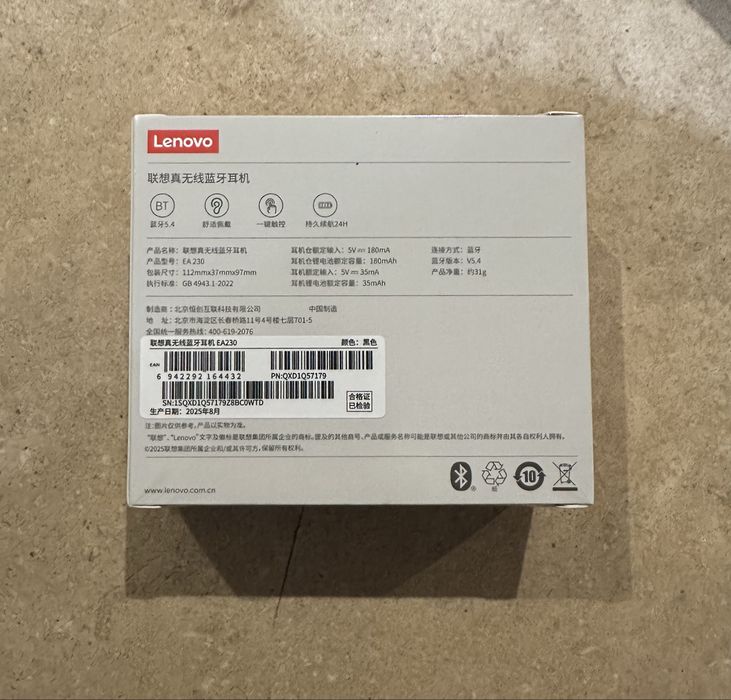 Lenovo
联想真无线蓝牙耳机
BT
蓝牙5.4
舒适佩戴
一键触控
持久续航24H
产品名称：联想真无线蓝牙耳机
产品型号：EA230
包装尺寸：112mmx37mmx97mm
执行标准：GB 4943.1-2022
耳机仓额定输入：5V⎓180mA
耳机仓锂电池额定容量：180mAh
耳机额定输入：5V⎓35mA
耳机锂电池额定容量：35mAh
连接方式：蓝牙
蓝牙版本：V5.4
产品净重：约31g
制造商：北京恒创互联科技有限公司 中国制造
地 址：北京市海淀区长春桥路11号4号楼七层701-5
全国统一服务热线：400-619-2076
联想真无线蓝牙耳机 EA230 颜色：黑色
EAN
6 942292 164432
PN:QXD1Q57179
SN:1SQXD1Q57179Z8BC0WTD
生产日期：2025年8月
合格证
已检验
注：图片仅供参考，产品以实物为准。
“联想”、“Lenovo”文字及徽标是联想集团所属企业的商标。提及的其他商号、产品或服务名称可能是联想或其他公司的商标并由其各自权利人拥有。
©2025联想集团所属企业和/或其许可方，保留所有权利。
www.lenovo.com.cn
®
纸
10